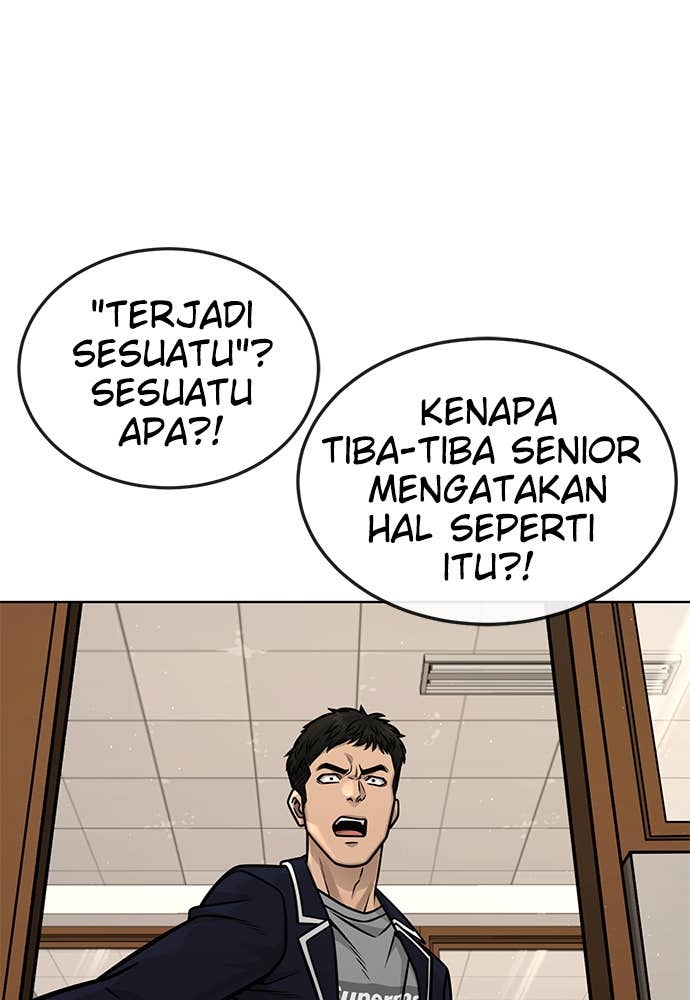 "TERJADI
SESUATU"?
SESUATU
APA?!
KENAPA
TIBA-TIBA SENIOR
MENGATAKAN
HAL SEPERTI
ITU?!